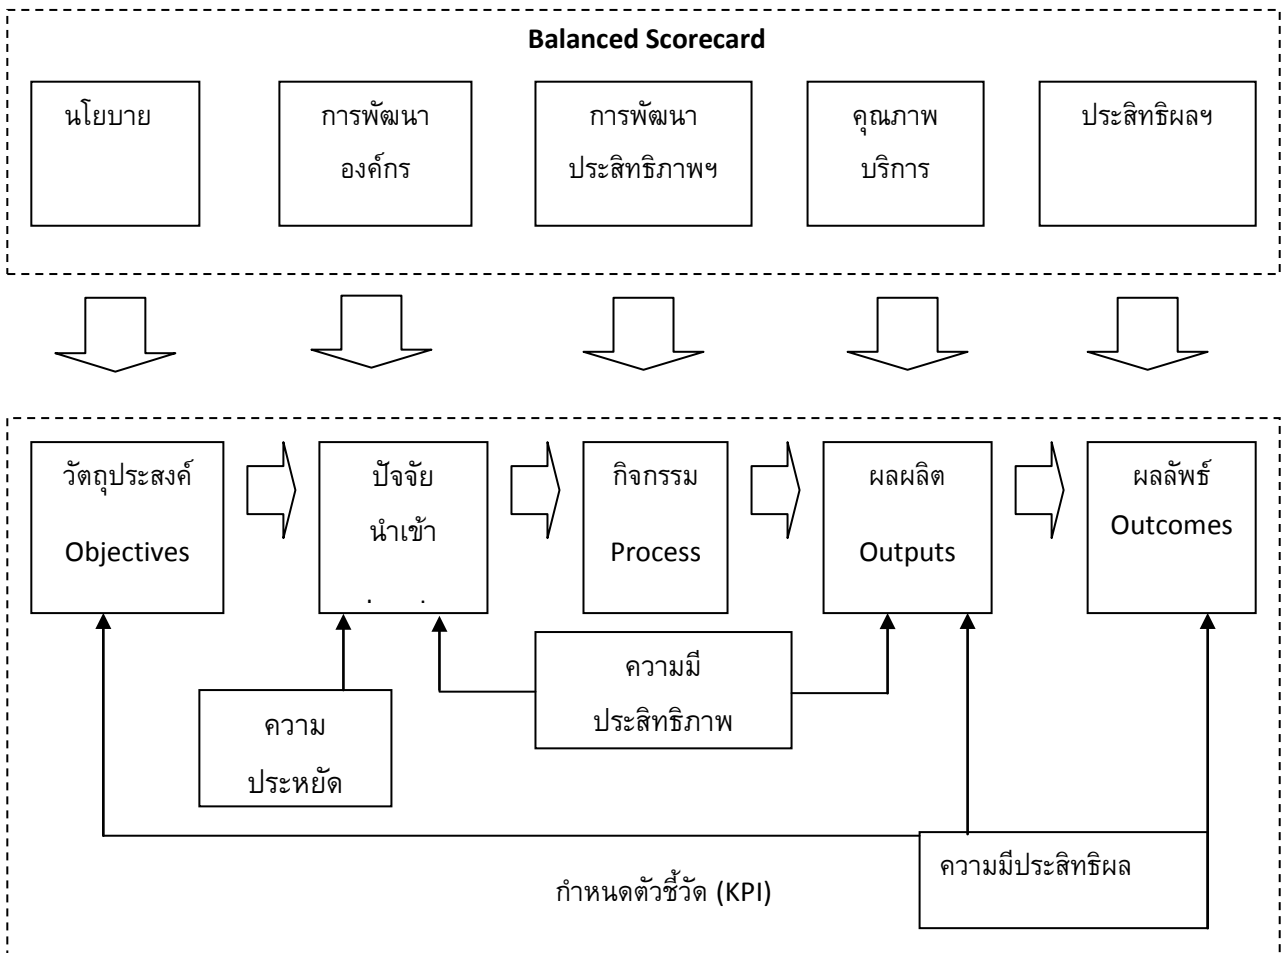 Balanced Scorecard
นโยบาย
การพัฒนา
องค์กร
การพัฒนา
ประสิทธิภาพฯ
คุณภาพ
บริการ
ประสิทธิผลฯ
วัตถุประสงค์
Objectives
ปัจจัย
นำเข้า
กิจกรรม
Process
ผลผลิต
Outputs
ผลลัพธ์
Outcomes
ความ
ประหยัด
ความมี
ประสิทธิภาพ
ความมีประสิทธิผล
กำหนดตัวชี้วัด (KPI)